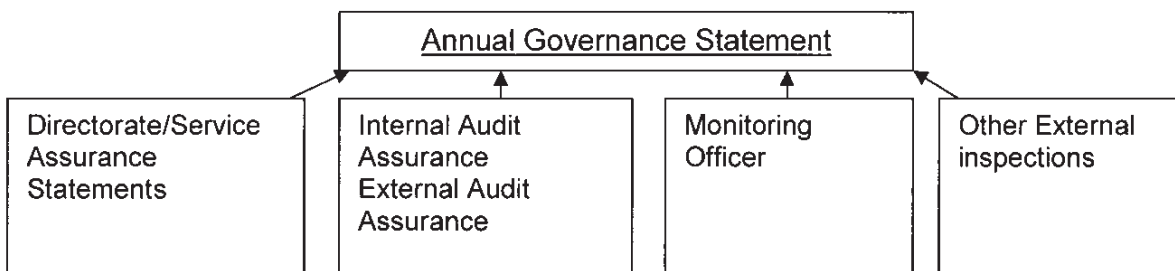 Annual Governance Statement
Directorate/Service
Assurance
Statements
Internal Audit
Assurance
External Audit
Assurance
Monitoring
Officer
Other External
inspections